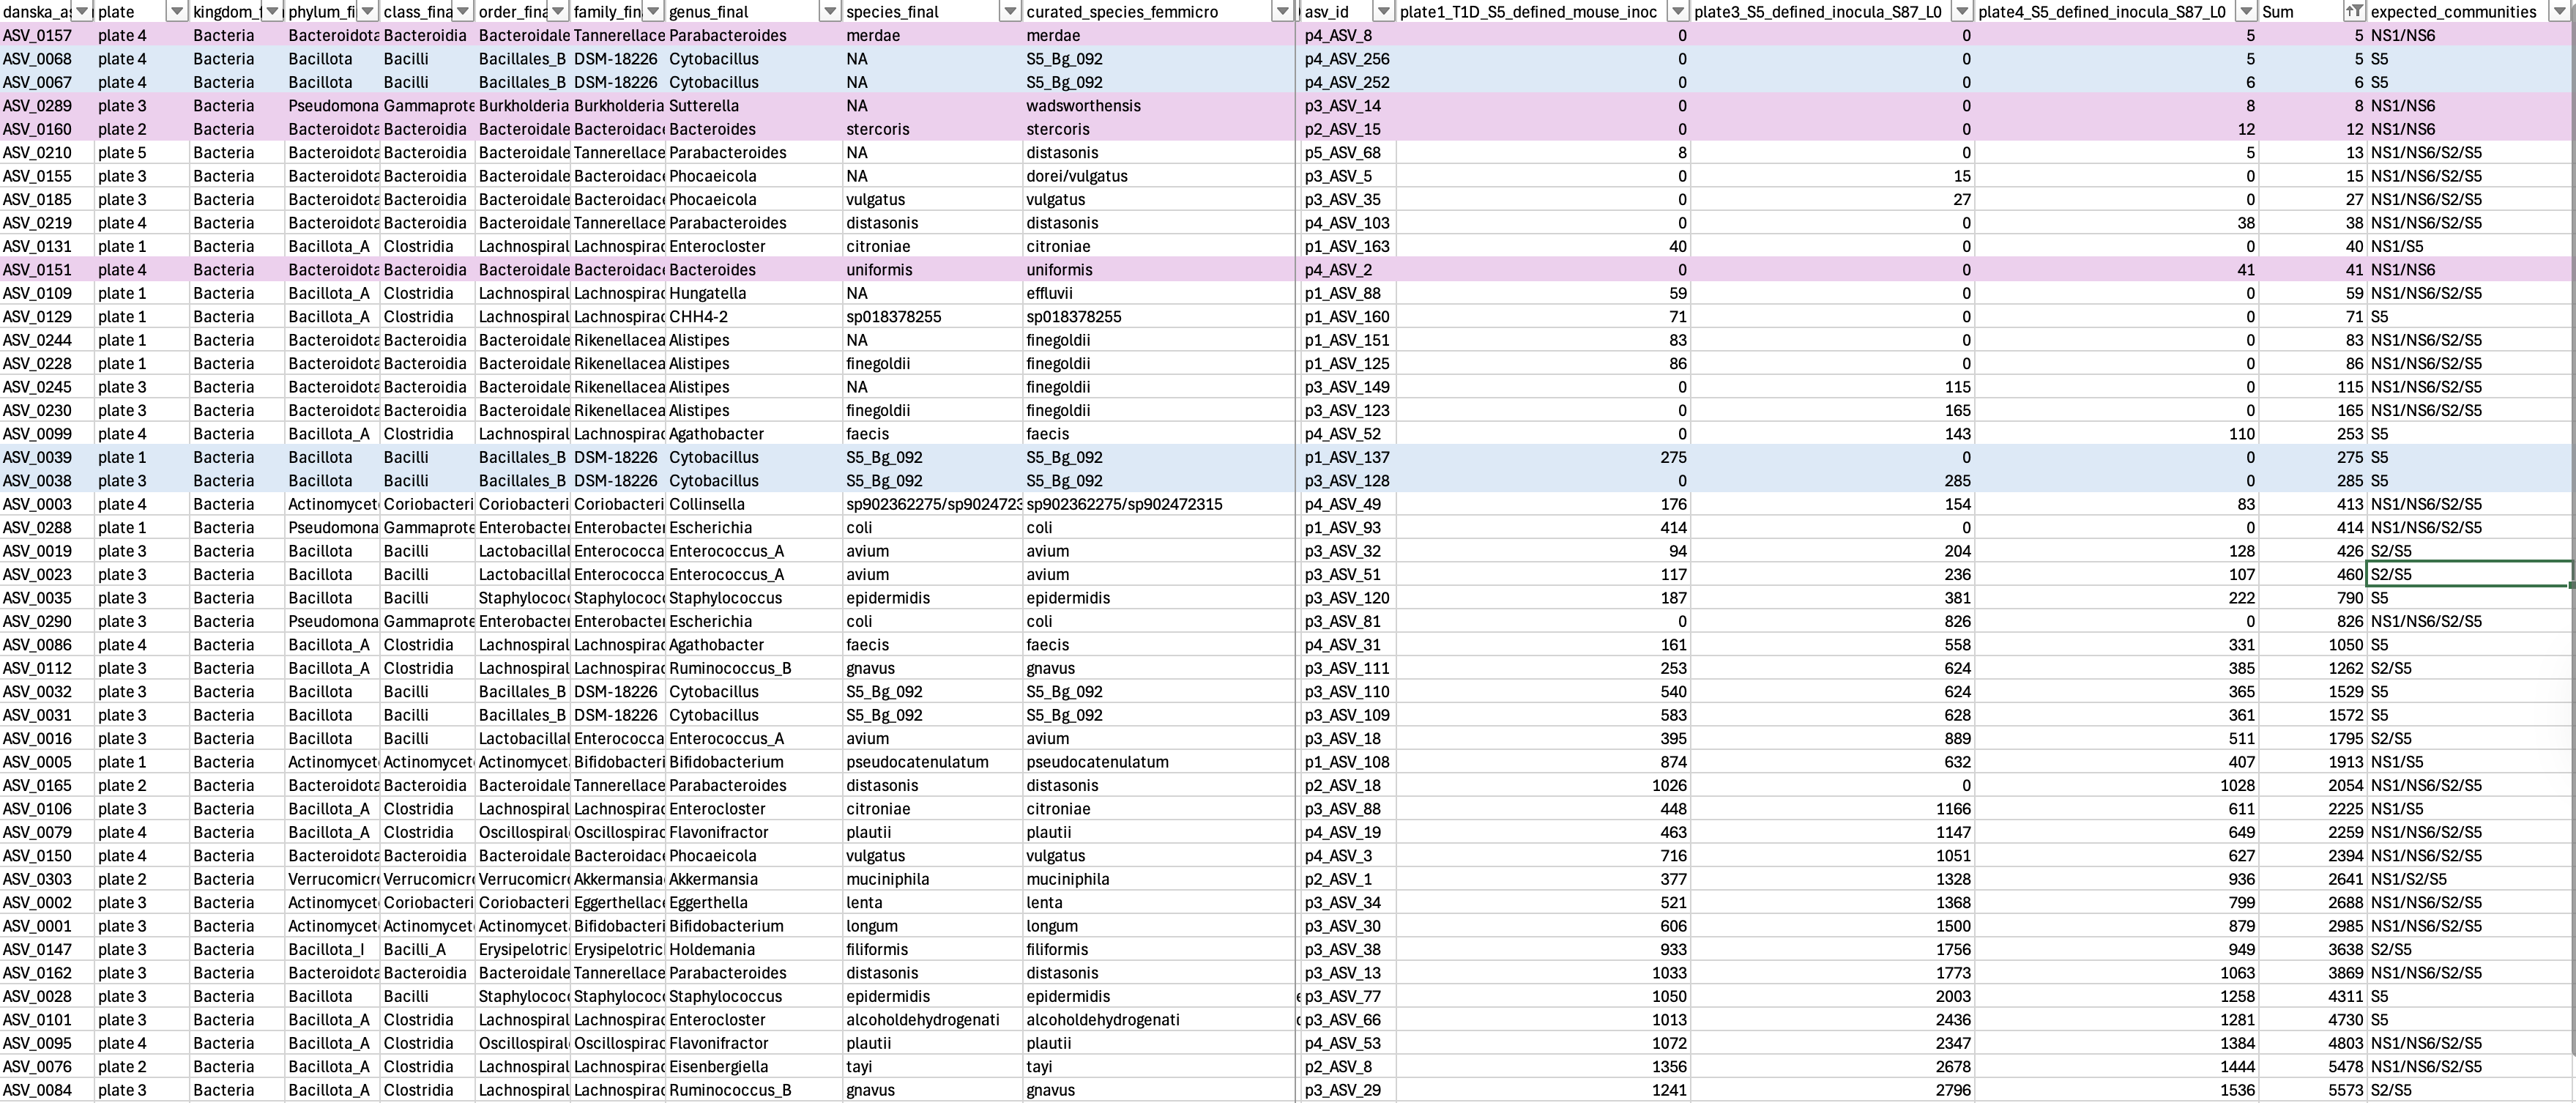 danska_a plate kingdom_f phylum_fi class_fina order_fina family_fin genus_final species_final curated_species_femmicro asv_id plate1_T1D_S5_defined_mouse_inoc plate3_S5_defined_inocula_S87_L0 plate4_S5_defined_inocula_S87_L0 Sum expected_communities
ASV_0157 plate 4 Bacteria Bacteroidota Bacteroidia Bacteroidale Tannerellace Parabacteroides merdae merdae p4_ASV_8 0 0 5 5 NS1/NS6
ASV_0068 plate 4 Bacteria Bacillota Bacilli Bacillales_B DSM-18226 Cytobacillus NA S5_Bg_092 p4_ASV_256 0 0 5 5 S5
ASV_0067 plate 4 Bacteria Bacillota Bacilli Bacillales_B DSM-18226 Cytobacillus NA S5_Bg_092 p4_ASV_252 0 0 6 6 S5
ASV_0289 plate 3 Bacteria Pseudomona Gammaprote Burkholderia Burkholderia Sutterella NA wadsworthensis p3_ASV_14 0 0 8 8 NS1/NS6
ASV_0160 plate 2 Bacteria Bacteroidota Bacteroidia Bacteroidale Bacteroidac Bacteroides stercoris stercoris p2_ASV_15 0 0 12 12 NS1/NS6
ASV_0210 plate 5 Bacteria Bacteroidota Bacteroidia Bacteroidale Tannerellace Parabacteroides NA distasonis p5_ASV_68 8 0 5 13 NS1/NS6/S2/S5
ASV_0155 plate 3 Bacteria Bacteroidota Bacteroidia Bacteroidale Bacteroidac Phocaeicola NA dorei/vulgatus p3_ASV_5 0 15 0 15 NS1/NS6/S2/S5
ASV_0185 plate 3 Bacteria Bacteroidota Bacteroidia Bacteroidale Bacteroidac Phocaeicola vulgatus vulgatus p3_ASV_35 0 27 0 27 NS1/NS6/S2/S5
ASV_0219 plate 4 Bacteria Bacteroidota Bacteroidia Bacteroidale Tannerellace Parabacteroides distasonis distasonis p4_ASV_103 0 0 38 38 NS1/NS6/S2/S5
ASV_0131 plate 1 Bacteria Bacillota_A Clostridia Lachnospiral Lachnospirac Enterocloster citroniae citroniae p1_ASV_163 40 0 0 40 NS1/S5
ASV_0151 plate 4 Bacteria Bacteroidota Bacteroidia Bacteroidale Bacteroidac Bacteroides uniformis uniformis p4_ASV_2 0 0 41 41 NS1/NS6
ASV_0109 plate 1 Bacteria Bacillota_A Clostridia Lachnospiral Lachnospirac Hungatella NA effluvii p1_ASV_88 59 0 0 59 NS1/NS6/S2/S5
ASV_0129 plate 1 Bacteria Bacillota_A Clostridia Lachnospiral Lachnospirac CHH4-2 sp018378255 sp018378255 p1_ASV_160 71 0 0 71 S5
ASV_0244 plate 1 Bacteria Bacteroidota Bacteroidia Bacteroidale Rikenellacea Alistipes NA finegoldii p1_ASV_151 83 0 0 83 NS1/NS6/S2/S5
ASV_0228 plate 1 Bacteria Bacteroidota Bacteroidia Bacteroidale Rikenellacea Alistipes finegoldii finegoldii p1_ASV_125 86 0 0 86 NS1/NS6/S2/S5
ASV_0245 plate 3 Bacteria Bacteroidota Bacteroidia Bacteroidale Rikenellacea Alistipes NA finegoldii p3_ASV_149 0 115 0 115 NS1/NS6/S2/S5
ASV_0230 plate 3 Bacteria Bacteroidota Bacteroidia Bacteroidale Rikenellacea Alistipes finegoldii finegoldii p3_ASV_123 0 165 0 165 NS1/NS6/S2/S5
ASV_0099 plate 4 Bacteria Bacillota_A Clostridia Lachnospiral Lachnospirac Agathobacter faecis faecis p4_ASV_52 0 143 110 253 S5
ASV_0039 plate 1 Bacteria Bacillota Bacilli Bacillales_B DSM-18226 Cytobacillus S5_Bg_092 S5_Bg_092 p1_ASV_137 275 0 0 275 S5
ASV_0038 plate 3 Bacteria Bacillota Bacilli Bacillales_B DSM-18226 Cytobacillus S5_Bg_092 S5_Bg_092 p3_ASV_128 0 285 0 285 S5
ASV_0003 plate 4 Bacteria Actinomycet Coriobacteri Coriobacteri Coriobacteri Collinsella sp902362275/sp9024723 sp902362275/sp902472315 p4_ASV_49 176 154 83 413 NS1/NS6/S2/S5
ASV_0288 plate 1 Bacteria Pseudomona Gammaprote Enterobacter Enterobacter Escherichia coli coli p1_ASV_93 414 0 0 414 NS1/NS6/S2/S5
ASV_0019 plate 3 Bacteria Bacillota Bacilli Lactobacillal Enterococca Enterococcus_A avium avium p3_ASV_32 94 204 128 426 S2/S5
ASV_0023 plate 3 Bacteria Bacillota Bacilli Lactobacillal Enterococca Enterococcus_A avium avium p3_ASV_51 117 236 107 460 S2/S5
ASV_0035 plate 3 Bacteria Bacillota Bacilli Staphylococc Staphylococc Staphylococcus epidermidis epidermidis p3_ASV_120 187 381 222 790 S5
ASV_0290 plate 3 Bacteria Pseudomona Gammaprote Enterobacter Enterobacter Escherichia coli coli p3_ASV_81 0 826 0 826 NS1/NS6/S2/S5
ASV_0086 plate 4 Bacteria Bacillota_A Clostridia Lachnospiral Lachnospirac Agathobacter faecis faecis p4_ASV_31 161 558 331 1050 S5
ASV_0112 plate 3 Bacteria Bacillota_A Clostridia Lachnospiral Lachnospirac Ruminococcus_B gnavus gnavus p3_ASV_111 253 624 385 1262 S2/S5
ASV_0032 plate 3 Bacteria Bacillota Bacilli Bacillales_B DSM-18226 Cytobacillus S5_Bg_092 S5_Bg_092 p3_ASV_110 540 624 365 1529 S5
ASV_0031 plate 3 Bacteria Bacillota Bacilli Bacillales_B DSM-18226 Cytobacillus S5_Bg_092 S5_Bg_092 p3_ASV_109 583 628 361 1572 S5
ASV_0016 plate 3 Bacteria Bacillota Bacilli Lactobacillal Enterococca Enterococcus_A avium avium p3_ASV_18 395 889 511 1795 S2/S5
ASV_0005 plate 1 Bacteria Actinomycet Actinomycet Actinomycet Bifidobacteri Bifidobacterium pseudocatenulatum pseudocatenulatum p1_ASV_108 874 632 407 1913 NS1/S5
ASV_0165 plate 2 Bacteria Bacteroidota Bacteroidia Bacteroidale Tannerellace Parabacteroides distasonis distasonis p2_ASV_18 1026 0 1028 2054 NS1/NS6/S2/S5
ASV_0106 plate 3 Bacteria Bacillota_A Clostridia Lachnospiral Lachnospirac Enterocloster citroniae citroniae p3_ASV_88 448 1166 611 2225 NS1/S5
ASV_0079 plate 4 Bacteria Bacillota_A Clostridia Oscillospiral Oscillospirac Flavonifractor plautii plautii p4_ASV_19 463 1147 649 2259 NS1/NS6/S2/S5
ASV_0150 plate 4 Bacteria Bacteroidota Bacteroidia Bacteroidale Bacteroidac Phocaeicola vulgatus vulgatus p4_ASV_3 716 1051 627 2394 NS1/NS6/S2/S5
ASV_0303 plate 2 Bacteria Verrucomicr Verrucomicr Verrucomicr Akkermansia Akkermansia muciniphila muciniphila p2_ASV_1 377 1328 936 2641 NS1/S2/S5
ASV_0002 plate 3 Bacteria Actinomycet Coriobacteri Coriobacteri Eggerthellac Eggerthella lenta lenta p3_ASV_34 521 1368 799 2688 NS1/NS6/S2/S5
ASV_0001 plate 3 Bacteria Actinomycet Actinomycet Actinomycet Bifidobacteri Bifidobacterium longum longum p3_ASV_30 606 1500 879 2985 NS1/NS6/S2/S5
ASV_0147 plate 3 Bacteria Bacillota_I Bacilli_A Erysipelotric Erysipelotric Holdemania filiformis filiformis p3_ASV_38 933 1756 949 3638 S2/S5
ASV_0162 plate 3 Bacteria Bacteroidota Bacteroidia Bacteroidale Tannerellace Parabacteroides distasonis distasonis p3_ASV_13 1033 1773 1063 3869 NS1/NS6/S2/S5
ASV_0028 plate 3 Bacteria Bacillota Bacilli Staphylococc Staphylococc Staphylococcus epidermidis epidermidis p3_ASV_77 1050 2003 1258 4311 S5
ASV_0101 plate 3 Bacteria Bacillota_A Clostridia Lachnospiral Lachnospirac Enterocloster alcoholdehydrogenati alcoholdehydrogenati p3_ASV_66 1013 2436 1281 4730 S5
ASV_0095 plate 4 Bacteria Bacillota_A Clostridia Oscillospiral Oscillospirac Flavonifractor plautii plautii p4_ASV_53 1072 2347 1384 4803 NS1/NS6/S2/S5
ASV_0076 plate 2 Bacteria Bacillota_A Clostridia Lachnospiral Lachnospirac Eisenbergiella tayi tayi p2_ASV_8 1356 2678 1444 5478 NS1/NS6/S2/S5
ASV_0084 plate 3 Bacteria Bacillota_A Clostridia Lachnospiral Lachnospirac Ruminococcus_B gnavus gnavus p3_ASV_29 1241 2796 1536 5573 S2/S5